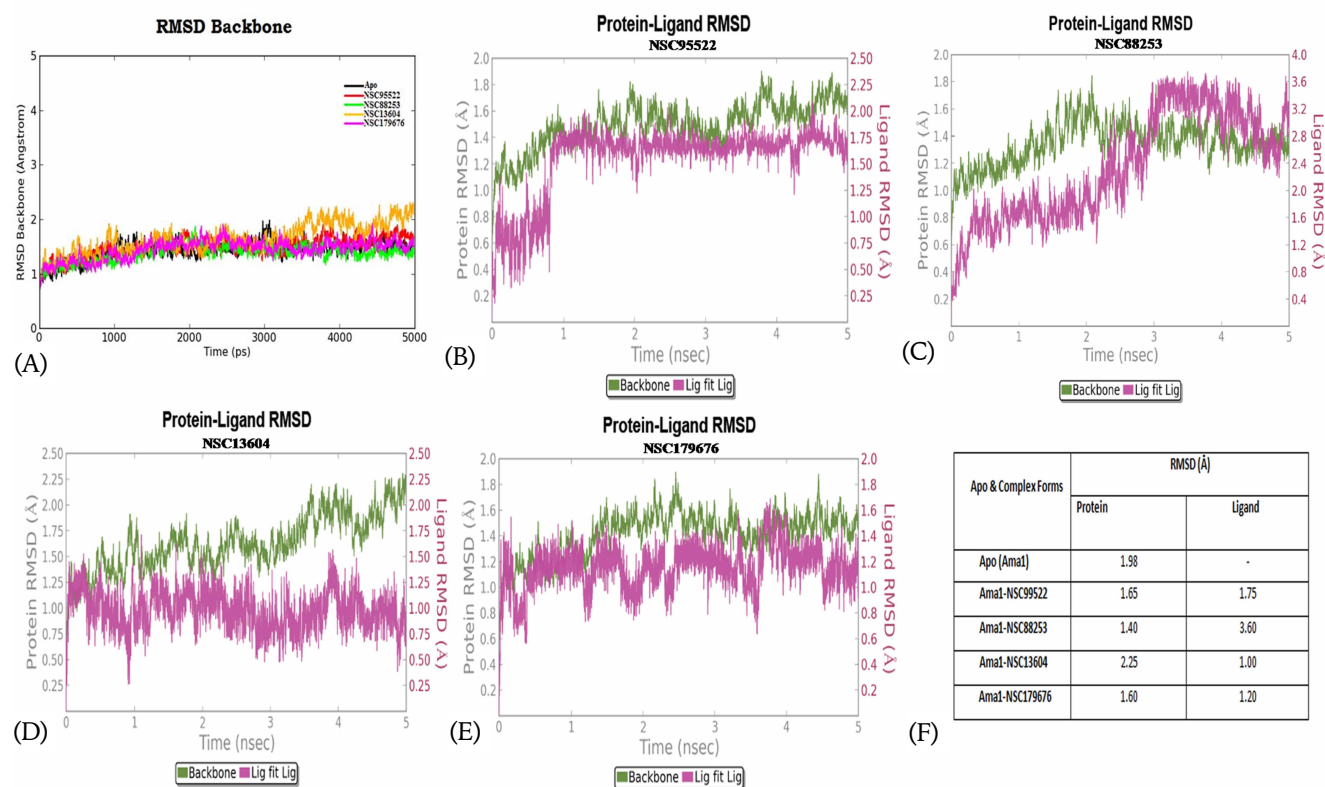 RMSD Backbone
RMSD Backbone (Angstrom)
5
4
3
2
1
0
Apo
NSC95522
NSC88253
NSC13604
NSC179676
0 1000 2000 3000 4000 5000
Time (ps)
(A)
Protein-Ligand RMSD
NSC95522
Protein RMSD (Å)
2.0
1.8
1.6
1.4
1.2
1.0
0.8
0.6
0.4
0.2
Ligand RMSD (Å)
2.50
2.25
2.00
1.75
1.50
1.25
1.00
0.75
0.50
0.25
0 1 2 3 4 5
Time (nsec)
Backbone Lig fit Lig
(B)
Protein-Ligand RMSD
NSC88253
Protein RMSD (Å)
2.0
1.8
1.6
1.4
1.2
1.0
0.8
0.6
0.4
0.2
Ligand RMSD (Å)
4.0
3.6
3.2
2.8
2.4
2.0
1.6
1.2
0.8
0.4
0 1 2 3 4 5
Time (nsec)
Backbone Lig fit Lig
(C)
Protein-Ligand RMSD
NSC13604
Protein RMSD (Å)
2.50
2.25
2.00
1.75
1.50
1.25
1.00
0.75
0.50
0.25
Ligand RMSD (Å)
2.50
2.25
2.00
1.75
1.50
1.25
1.00
0.75
0.50
0.25
0 1 2 3 4 5
Time (nsec)
Backbone Lig fit Lig
(D)
Protein-Ligand RMSD
NSC179676
Protein RMSD (Å)
2.0
1.8
1.6
1.4
1.2
1.0
0.8
0.6
0.4
0.2
Ligand RMSD (Å)
2.0
1.8
1.6
1.4
1.2
1.0
0.8
0.6
0.4
0.2
0 1 2 3 4 5
Time (nsec)
Backbone Lig fit Lig
(E)
Apo & Complex Forms RMSD (Å)
Protein Ligand
Apo (Ama1) 1.98 -
Ama1-NSC99522 1.65 1.75
Ama1-NSC88253 1.40 3.60
Ama1-NSC13604 2.25 1.00
Ama1-NSC179676 1.60 1.20
(F)